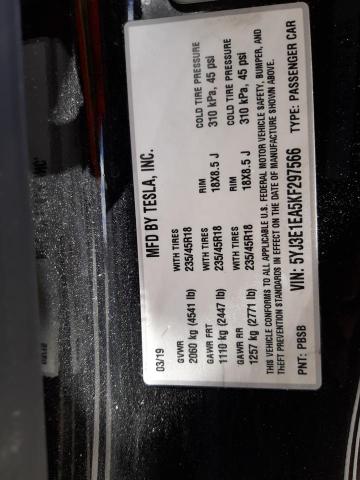 MFD BY TESLA, INC.
03/19
GVWR WITH TIRES RIM COLD TIRE PRESSURE
2060 kg (4541 lb) 235/45R18 18X8.5 J 310 kPa, 45 psi
GAWR FRT WITH TIRES RIM COLD TIRE PRESSURE
1110 kg (2447 lb) 235/45R18 18X8.5 J 310 kPa, 45 psi
GAWR RR
1257 kg (2771 lb) 235/45R18
THIS VEHICLE CONFORMS TO ALL APPLICABLE U.S. FEDERAL MOTOR VEHICLE SAFETY, BUMPER, AND
THEFT PREVENTION STANDARDS IN EFFECT ON THE DATE OF MANUFACTURE SHOWN ABOVE.
VIN: 5YJ3E1EA5KF297566
PNT: PBSB TYPE: PASSENGER CAR